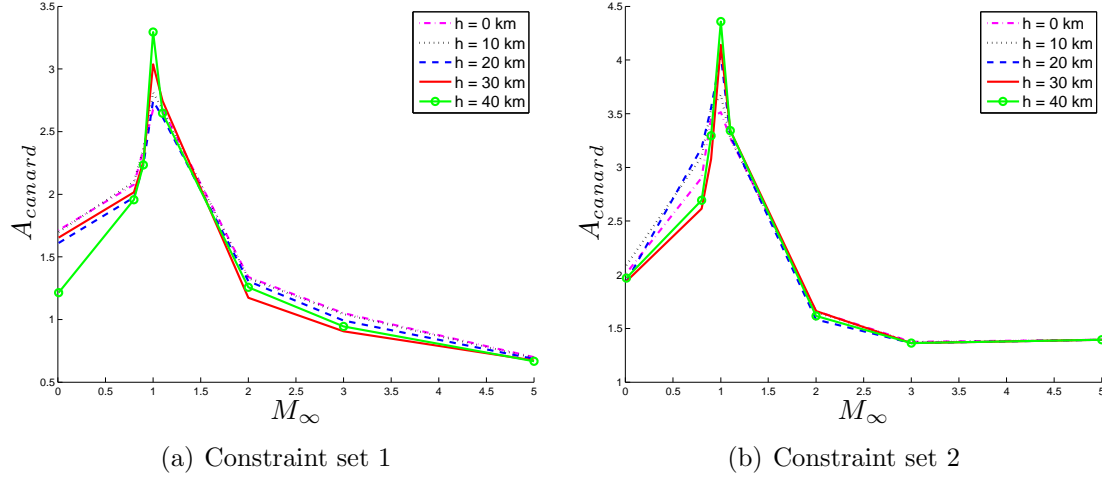 3.5
3
2.5
2
1.5
1
0.5
0 0.5 1 1.5 2 2.5 3 3.5 4 4.5 5
A_canard
M_∞
h = 0 km
h = 10 km
h = 20 km
h = 30 km
h = 40 km
(a) Constraint set 1
4.5
4
3.5
3
2.5
2
1.5
1
0 0.5 1 1.5 2 2.5 3 3.5 4 4.5 5
A_canard
M_∞
h = 0 km
h = 10 km
h = 20 km
h = 30 km
h = 40 km
(b) Constraint set 2